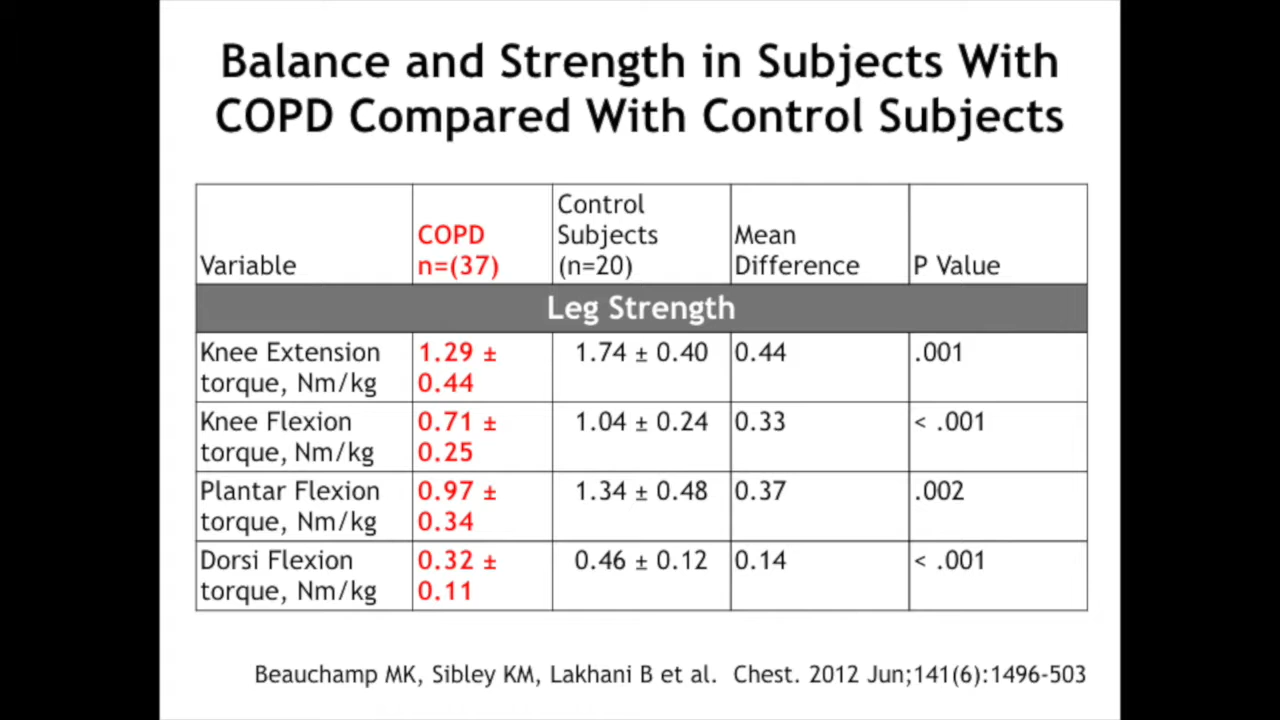 Balance and Strength in Subjects With
COPD Compared With Control Subjects
Variable
COPD
n=(37)
Control
Subjects
(n=20)
Mean
Difference
P Value
Leg Strength
Knee Extension
torque, Nm/kg
1.29 ±
0.44
1.74 ± 0.40
0.44
.001
Knee Flexion
torque, Nm/kg
0.71 ±
0.25
1.04 ± 0.24
0.33
< .001
Plantar Flexion
torque, Nm/kg
0.97 ±
0.34
1.34 ± 0.48
0.37
.002
Dorsi Flexion
torque, Nm/kg
0.32 ±
0.11
0.46 ± 0.12
0.14
< .001
Beauchamp MK, Sibley KM, Lakhani B et al.  Chest. 2012 Jun;141(6):1496-503